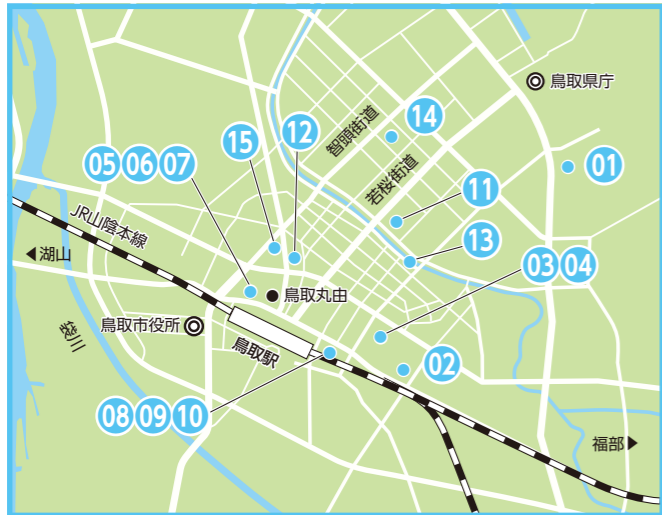 鳥取県庁
14
智頭街道
12
15
05 06 07
01
若桜街道
11
JR山陰本線
13
湖山
03 04
鳥取丸由
鳥取市役所
袋川
鳥取駅
02
08 09 10
福部